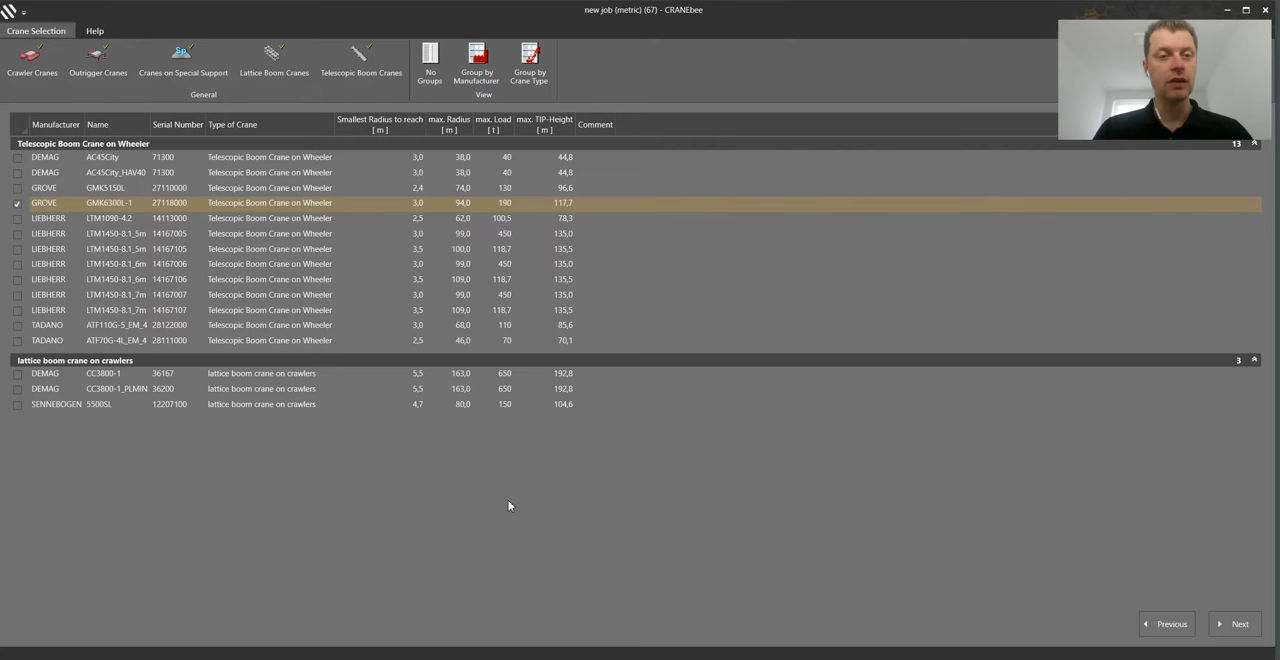 new job (metric) (67) - CRANEbee
Crane Selection Help
Crawler Cranes Outrigger Cranes Cranes on Special Support Lattice Boom Cranes Telescopic Boom Cranes No Groups Group by Manufacturer Group by Crane Type
Sp
General View
Manufacturer Name Serial Number Type of Crane Smallest Radius to reach [ m ] max. Radius [ m ] max. Load [ t ] max. TIP-Height [ m ] Comment
Telescopic Boom Crane on Wheeler 13
DEMAG AC45City 71300 Telescopic Boom Crane on Wheeler 3,0 38,0 40 44,8
DEMAG AC45City_HAV40 71300 Telescopic Boom Crane on Wheeler 3,0 38,0 40 44,8
GROVE GMK5150L 27110000 Telescopic Boom Crane on Wheeler 2,4 74,0 130 96,6
GROVE GMK6300L-1 27118000 Telescopic Boom Crane on Wheeler 3,0 94,0 190 117,7
LIEBHERR LTM1090-4.2 14113000 Telescopic Boom Crane on Wheeler 2,5 62,0 100,5 78,3
LIEBHERR LTM1450-8.1_5m 14167005 Telescopic Boom Crane on Wheeler 3,0 99,0 450 135,0
LIEBHERR LTM1450-8.1_5m 14167105 Telescopic Boom Crane on Wheeler 3,5 100,0 118,7 135,5
LIEBHERR LTM1450-8.1_6m 14167006 Telescopic Boom Crane on Wheeler 3,0 99,0 450 135,0
LIEBHERR LTM1450-8.1_6m 14167106 Telescopic Boom Crane on Wheeler 3,5 109,0 118,7 135,5
LIEBHERR LTM1450-8.1_7m 14167007 Telescopic Boom Crane on Wheeler 3,0 99,0 450 135,0
LIEBHERR LTM1450-8.1_7m 14167107 Telescopic Boom Crane on Wheeler 3,5 109,0 118,7 135,5
TADANO ATF110G-5_EM_4 28122000 Telescopic Boom Crane on Wheeler 3,0 68,0 110 85,6
TADANO ATF70G-4L_EM_4 28111000 Telescopic Boom Crane on Wheeler 2,5 46,0 70 70,1
lattice boom crane on crawlers 3
DEMAG CC3800-1 36167 lattice boom crane on crawlers 5,5 163,0 650 192,8
DEMAG CC3800-1_PLMIN 36200 lattice boom crane on crawlers 5,5 163,0 650 192,8
SENNEBOGEN 5500SL 12207100 lattice boom crane on crawlers 4,7 80,0 150 104,6
Previous Next